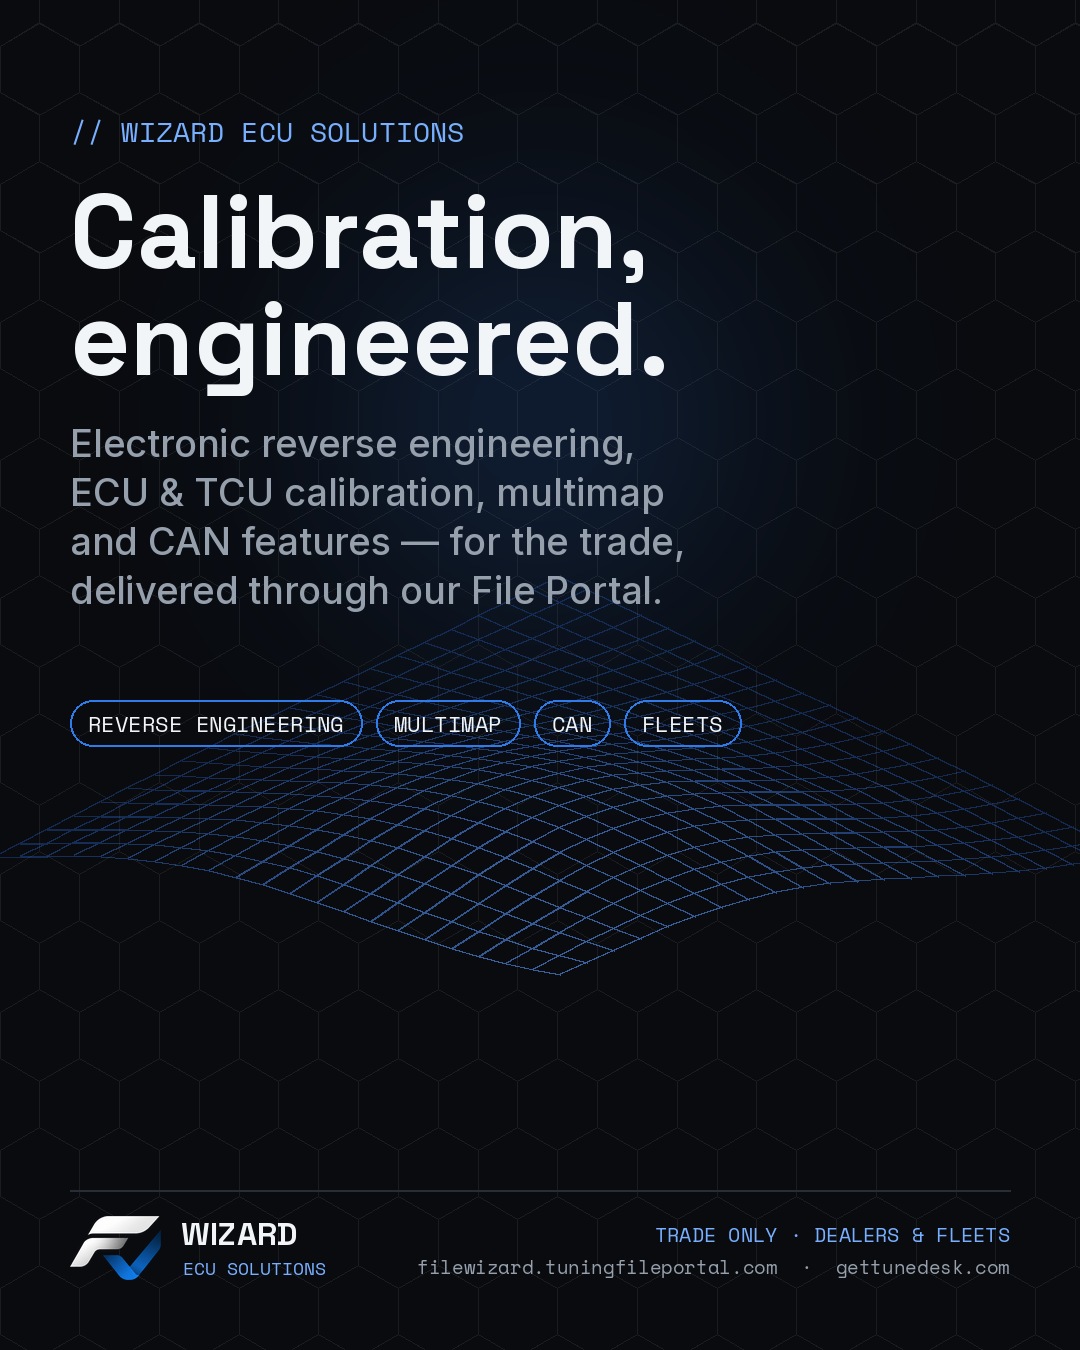 // WIZARD ECU SOLUTIONS
Calibration,
engineered.
Electronic reverse engineering,
ECU & TCU calibration, multimap
and CAN features — for the trade,
delivered through our File Portal.
REVERSE ENGINEERING MULTIMAP CAN FLEETS
WIZARD
ECU SOLUTIONS
TRADE ONLY · DEALERS & FLEETS
filewizard.tuningfileportal.com · gettunedesk.com